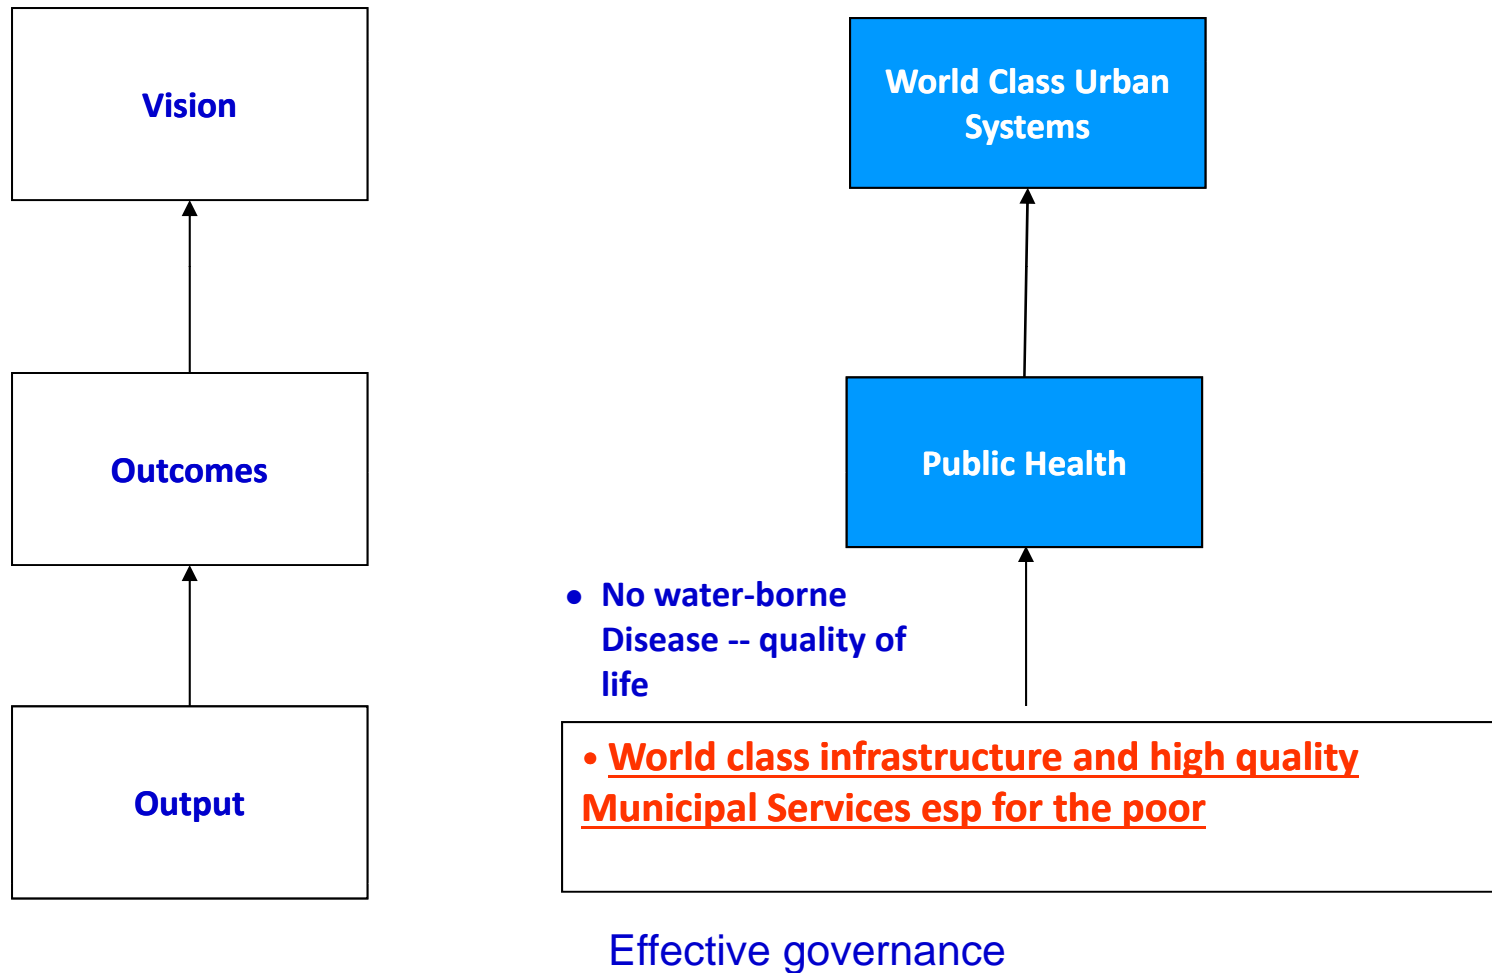 Vision
World Class Urban
Systems
Outcomes
Public Health
• No water-borne
Disease -- quality of
life
Output
• World class infrastructure and high quality
Municipal Services esp for the poor
Effective governance